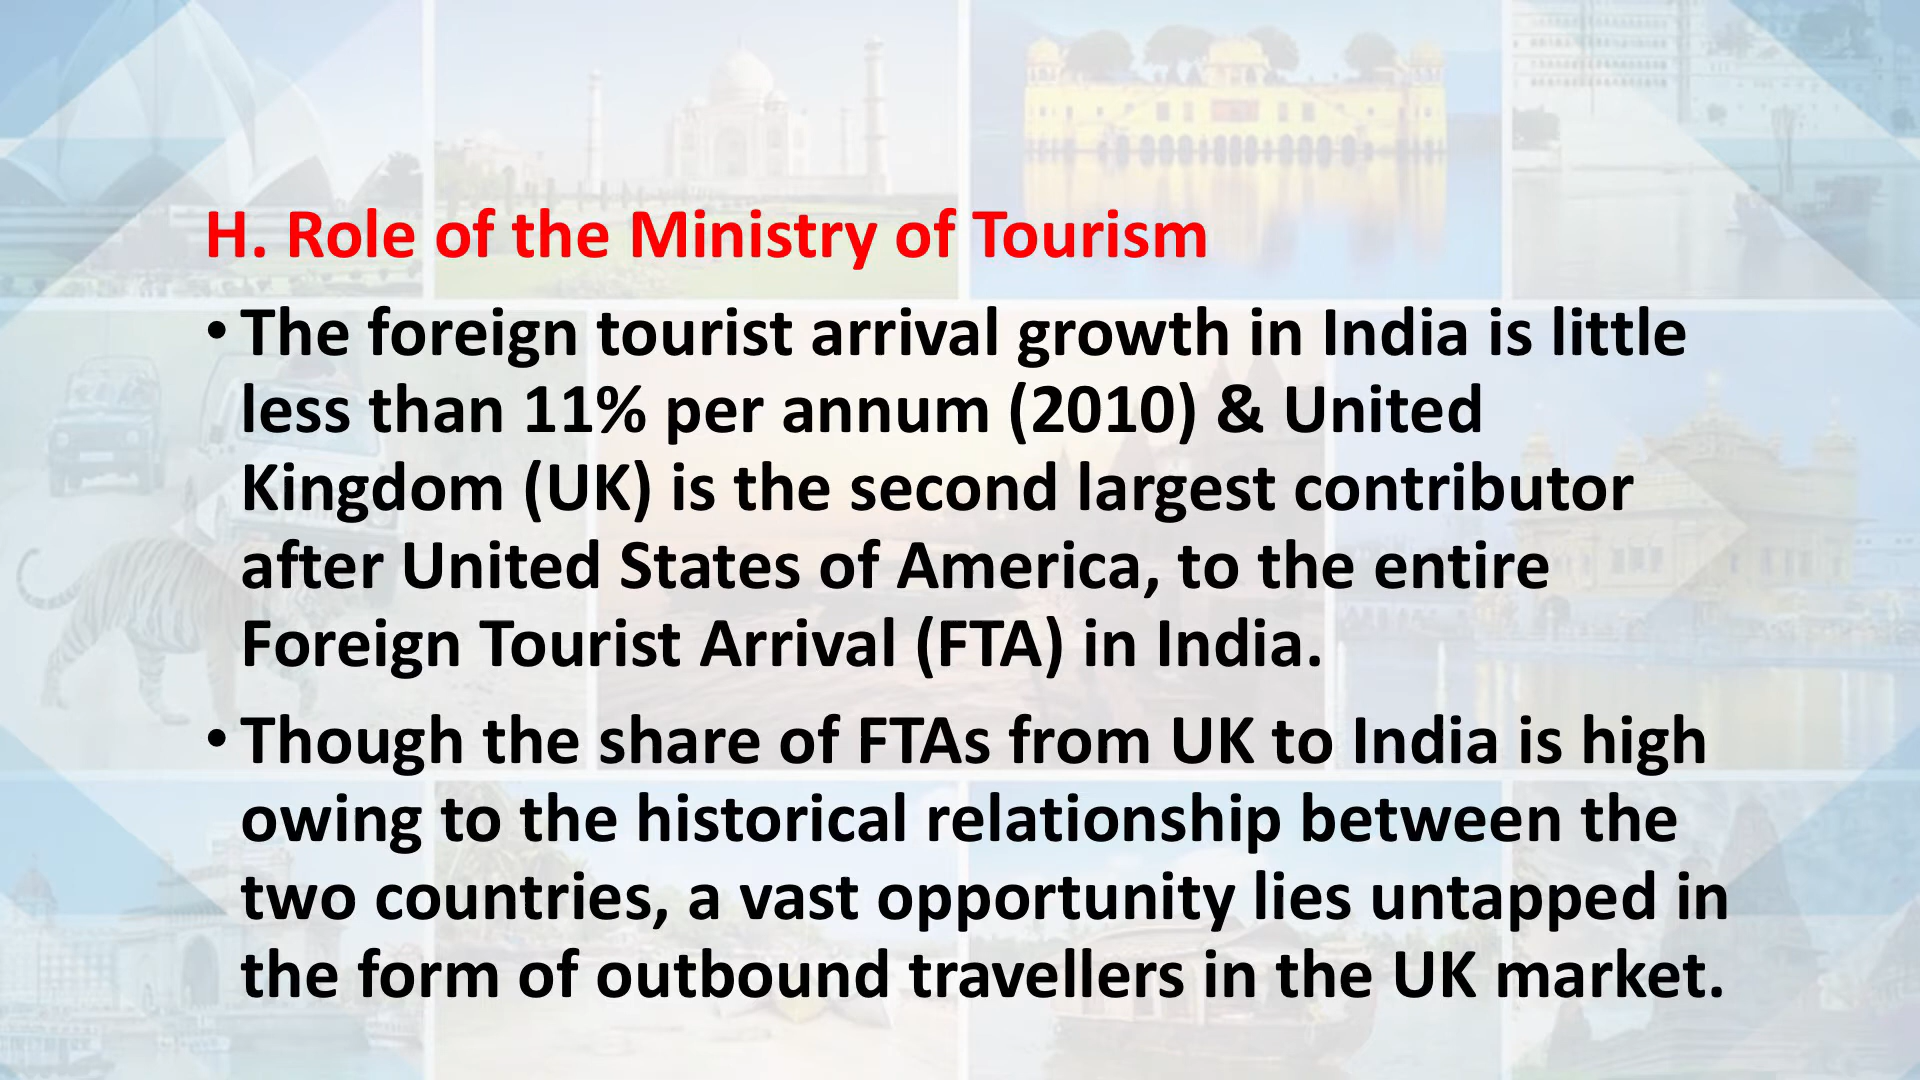 H. Role of the Ministry of Tourism
• The foreign tourist arrival growth in India is little
less than 11% per annum (2010) & United
Kingdom (UK) is the second largest contributor
after United States of America, to the entire
Foreign Tourist Arrival (FTA) in India.
• Though the share of FTAs from UK to India is high
owing to the historical relationship between the
two countries, a vast opportunity lies untapped in
the form of outbound travellers in the UK market.